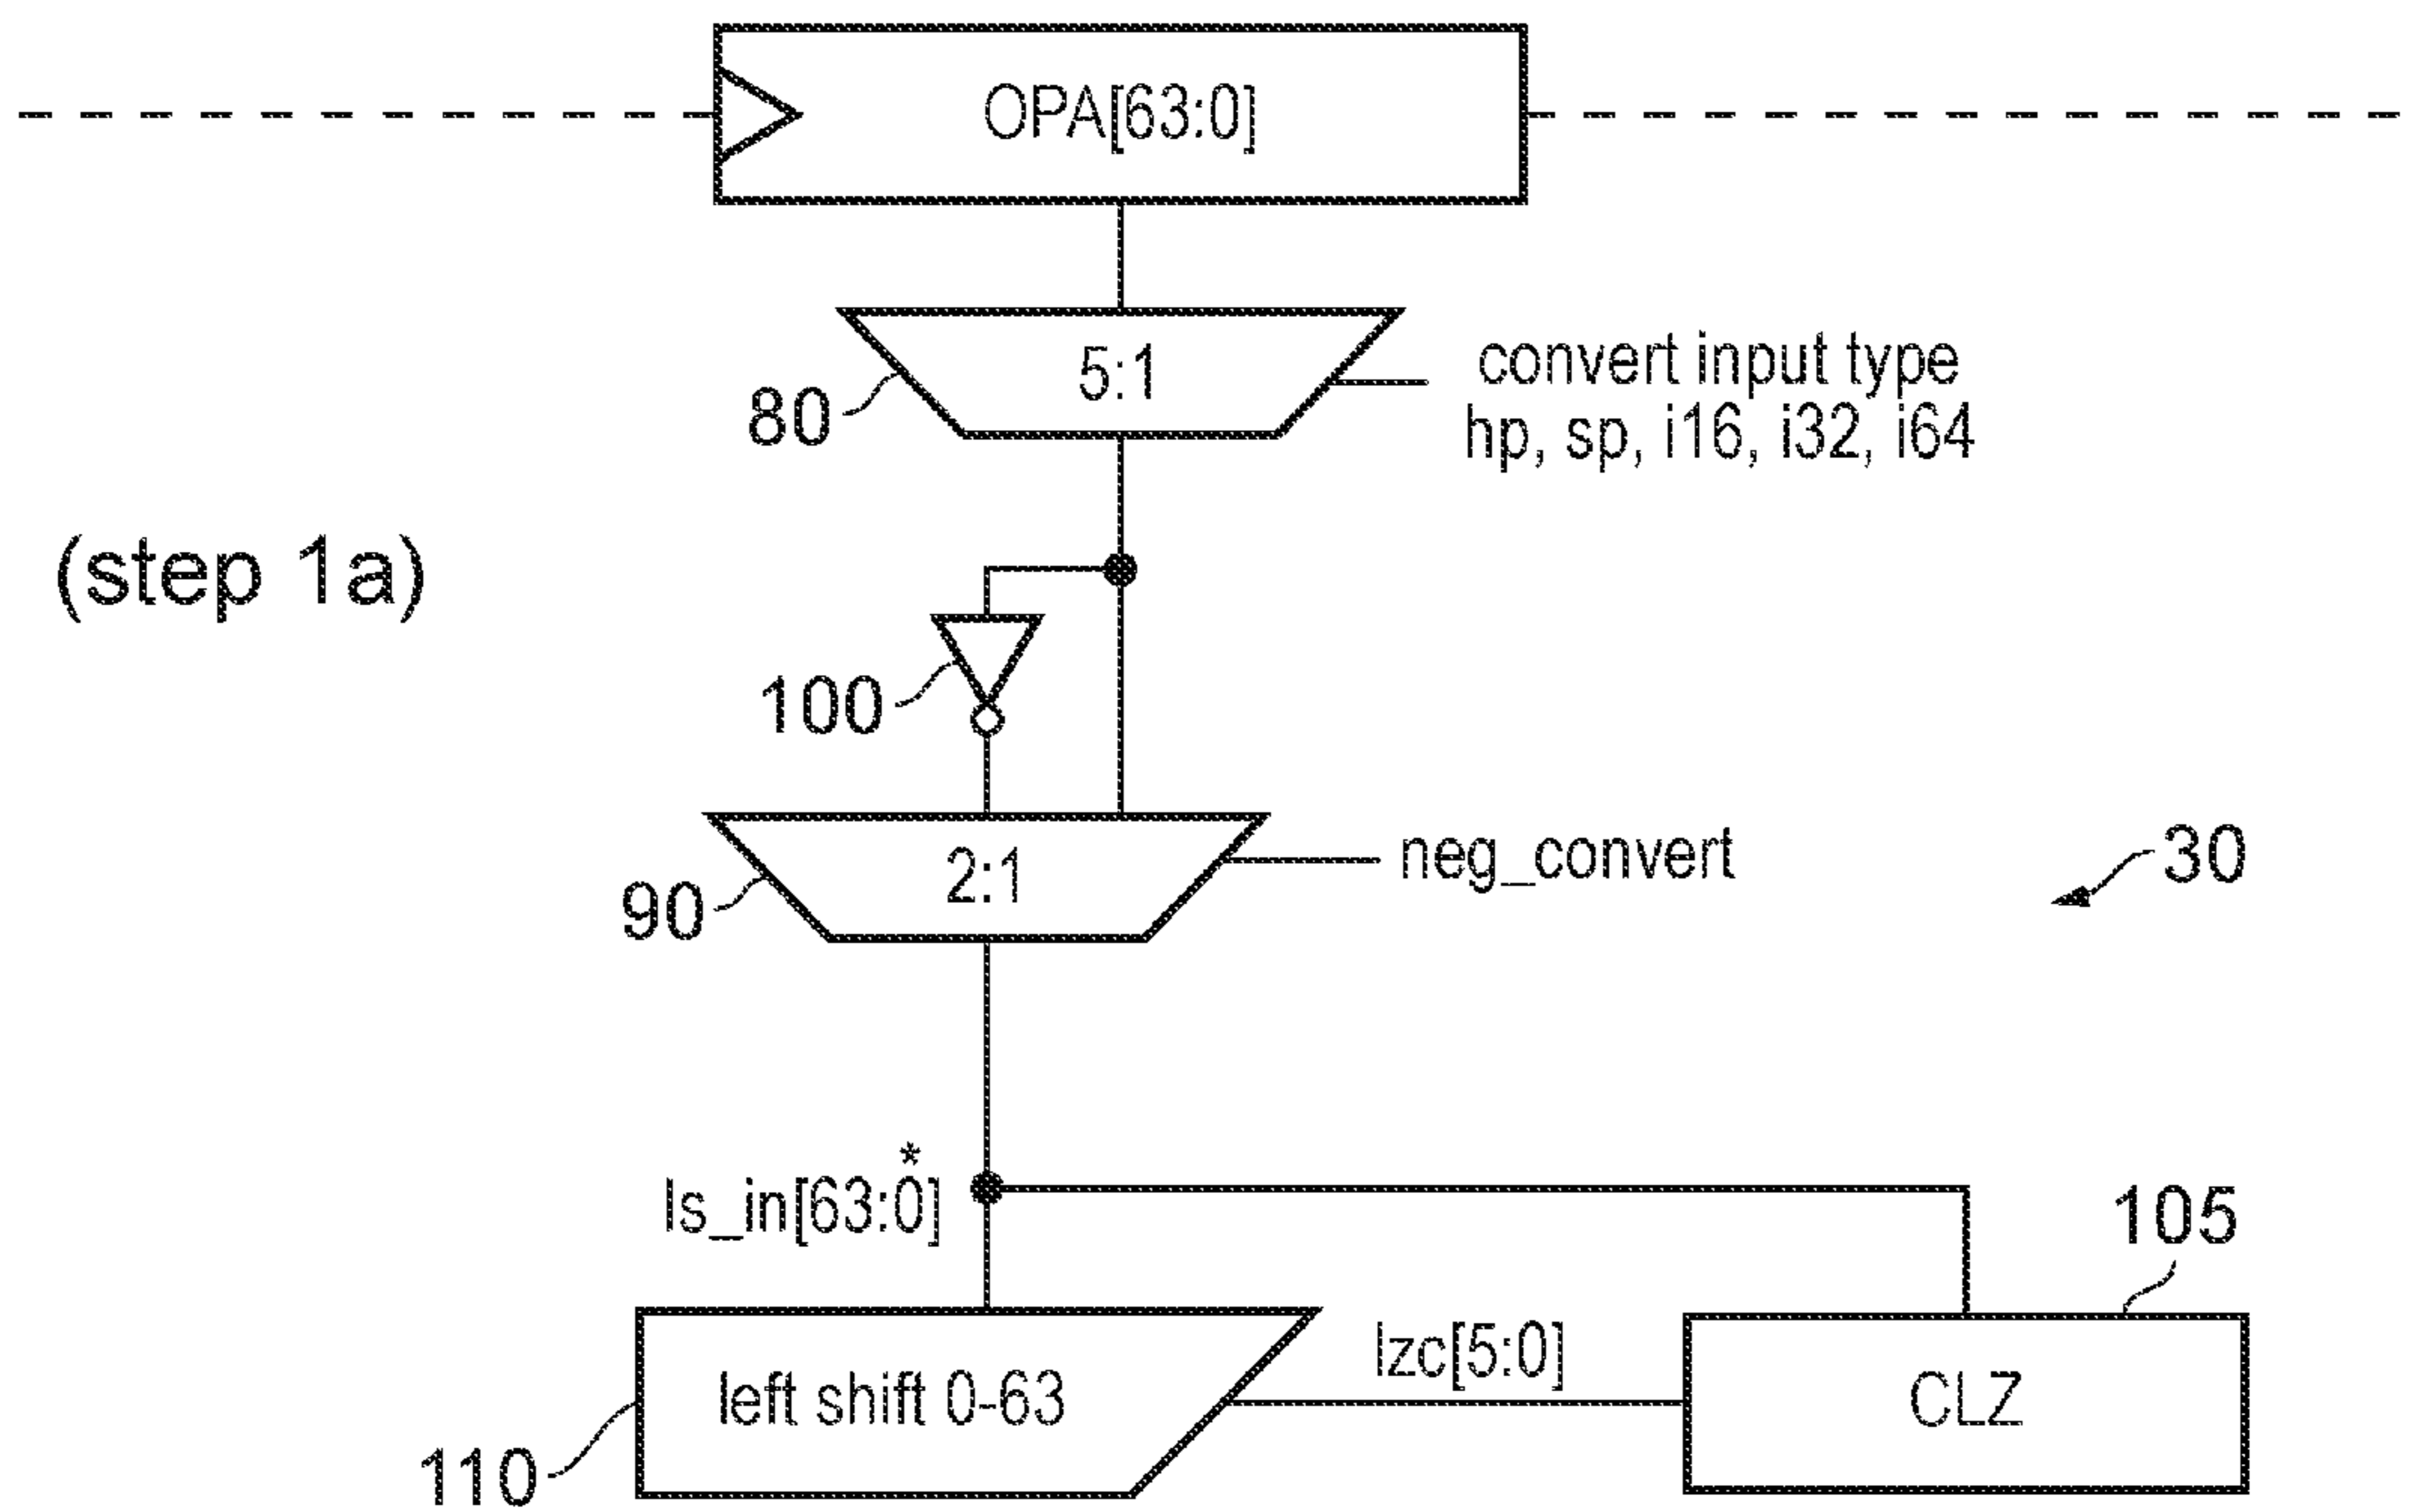 OPA[63:0]
5:1
convert input type
hp, sp, i16, i32, i64
80
(step 1a)
100
2:1
neg_convert
90
30
*
ls_in[63:0]
105
lzc[5:0]
left shift 0-63
CLZ
110